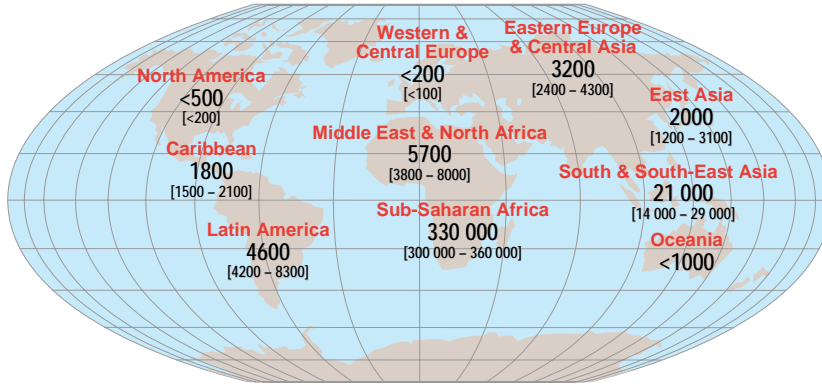 Western &
Central Europe
<200
[<100]
Eastern Europe
& Central Asia
3200
[2400 – 4300]
North America
<500
[<200]
East Asia
2000
[1200 – 3100]
Middle East & North Africa
5700
[3800 – 8000]
Caribbean
1800
[1500 – 2100]
South & South-East Asia
21 000
[14 000 – 29 000]
Sub-Saharan Africa
330 000
[300 000 – 360 000]
Latin America
4600
[4200 – 8300]
Oceania
<1000